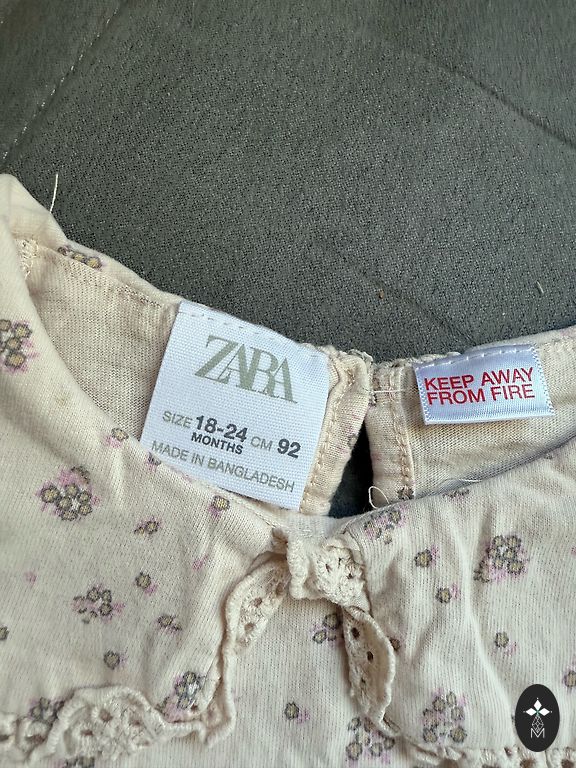 ZARA
SIZE 18-24 MONTHS CM 92
MADE IN BANGLADESH
KEEP AWAY
FROM FIRE
M